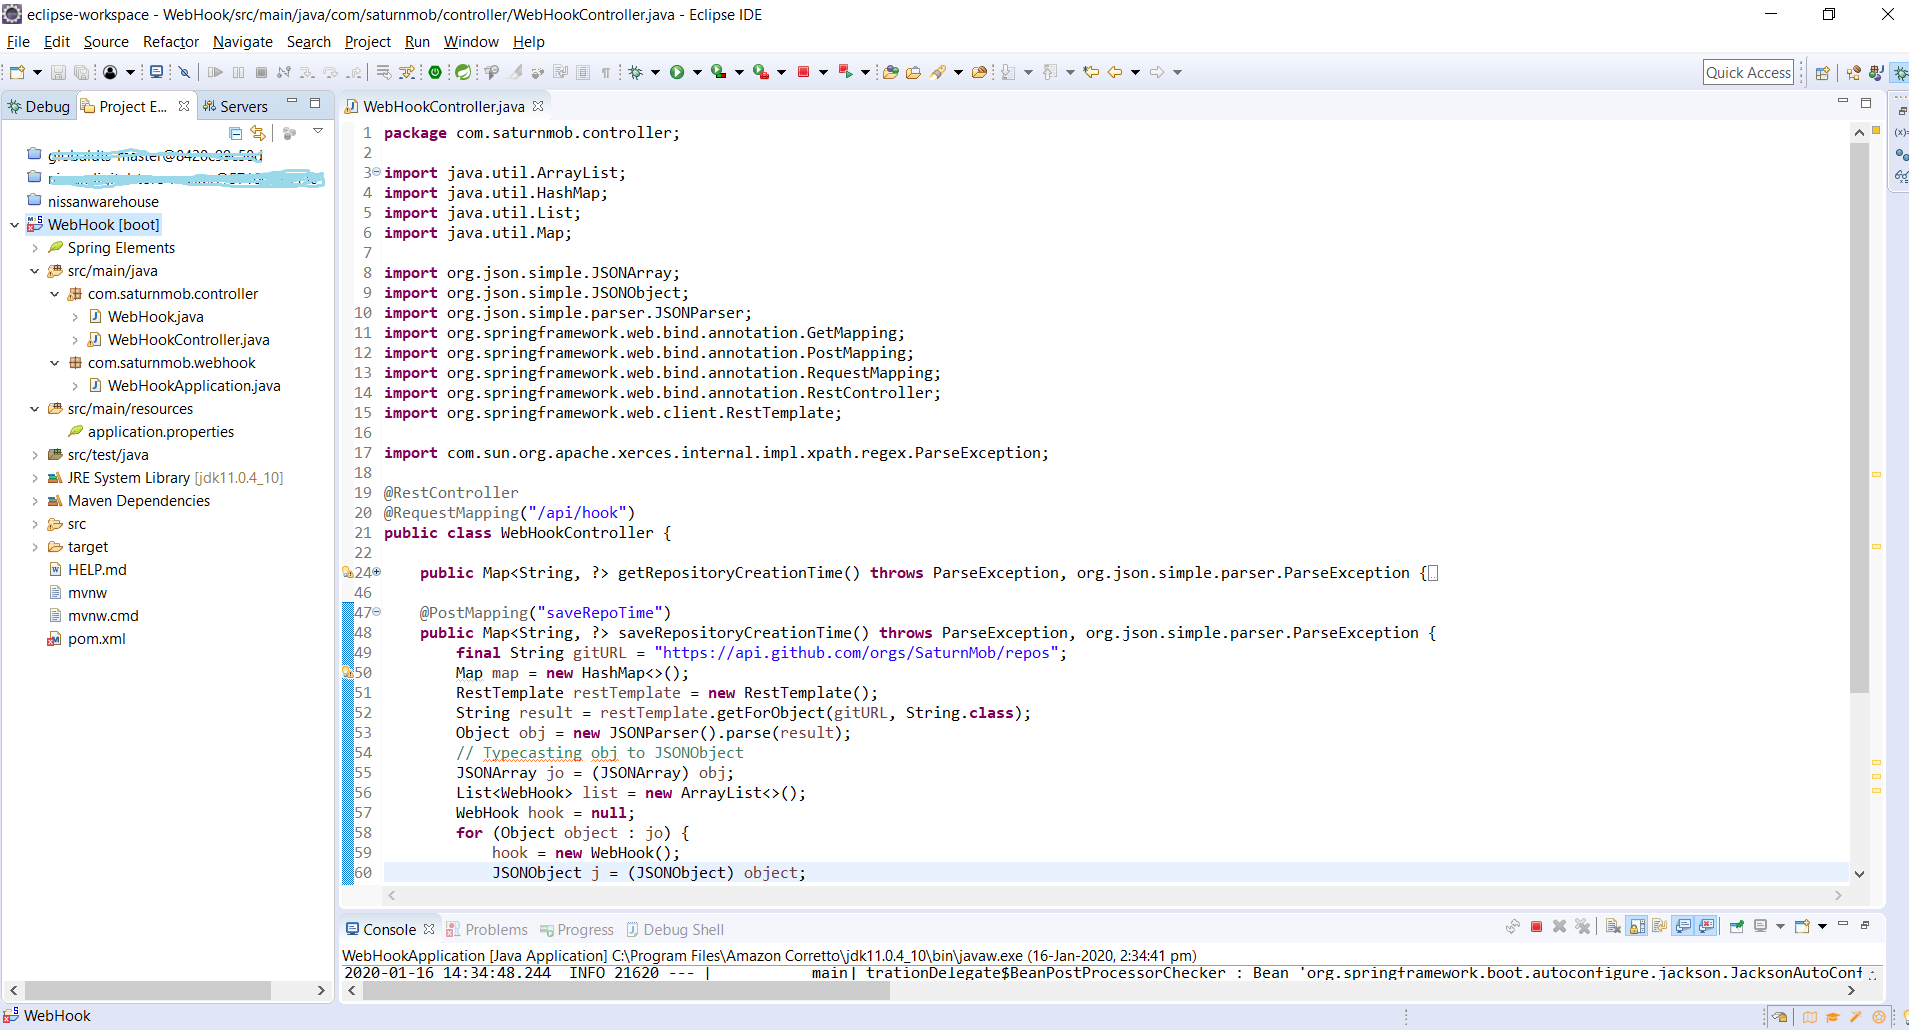 eclipse-workspace - WebHook/src/main/java/com/saturnmob/controller/WebHookController.java - Eclipse IDE
File Edit Source Refactor Navigate Search Project Run Window Help
Quick Access
Debug Project E... Servers
WebHookController.java
nissanwarehouse
WebHook [boot]
Spring Elements
src/main/java
com.saturnmob.controller
WebHook.java
WebHookController.java
com.saturnmob.webhook
WebHookApplication.java
src/main/resources
application.properties
src/test/java
JRE System Library [jdk11.0.4_10]
Maven Dependencies
src
target
HELP.md
mvnw
mvnw.cmd
pom.xml
1 package com.saturnmob.controller;
2
3 import java.util.ArrayList;
4 import java.util.HashMap;
5 import java.util.List;
6 import java.util.Map;
7
8 import org.json.simple.JSONArray;
9 import org.json.simple.JSONObject;
10 import org.json.simple.parser.JSONParser;
11 import org.springframework.web.bind.annotation.GetMapping;
12 import org.springframework.web.bind.annotation.PostMapping;
13 import org.springframework.web.bind.annotation.RequestMapping;
14 import org.springframework.web.bind.annotation.RestController;
15 import org.springframework.web.client.RestTemplate;
16
17 import com.sun.org.apache.xerces.internal.impl.xpath.regex.ParseException;
18
19 @RestController
20 @RequestMapping("/api/hook")
21 public class WebHookController {
22
24 public Map<String, ?> getRepositoryCreationTime() throws ParseException, org.json.simple.parser.ParseException {
46
47 @PostMapping("saveRepoTime")
48 public Map<String, ?> saveRepositoryCreationTime() throws ParseException, org.json.simple.parser.ParseException {
49 final String gitURL = "https://api.github.com/orgs/SaturnMob/repos";
50 Map map = new HashMap<>();
51 RestTemplate restTemplate = new RestTemplate();
52 String result = restTemplate.getForObject(gitURL, String.class);
53 Object obj = new JSONParser().parse(result);
54 // Typecasting obj to JSONObject
55 JSONArray jo = (JSONArray) obj;
56 List<WebHook> list = new ArrayList<>();
57 WebHook hook = null;
58 for (Object object : jo) {
59 hook = new WebHook();
60 JSONObject j = (JSONObject) object;
Console Problems Progress Debug Shell
WebHookApplication [Java Application] C:\Program Files\Amazon Corretto\jdk11.0.4_10\bin\javaw.exe (16-Jan-2020, 2:34:41 pm)
2020-01-16 14:34:48.244 INFO 21620 --- [ main] trationDelegate$BeanPostProcessorChecker : Bean 'org.springframework.boot.autoconfigure.jackson.JacksonAutoConf
WebHook